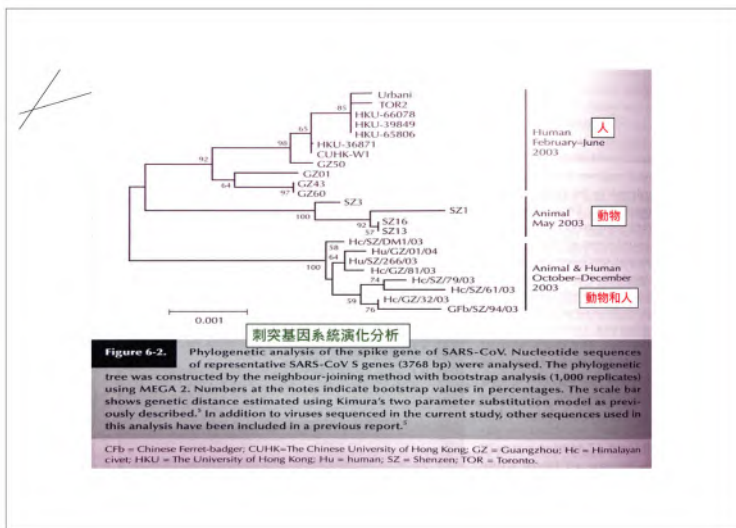 Urbani
TOR2
85
HKU-66078
HKU-39849
65
HKU-65806
90
HKU-36871
CUHK-W1
92
GZ50
GZ01
64
GZ43
97
GZ60
SZ3
100
SZ1
92
SZ16
57
SZ13
Hc/SZ/DM1/03
58
Hu/GZ/01/04
64
Hu/SZ/266/03
100
Hc/GZ/81/03
74
Hc/SZ/79/03
Hc/SZ/61/03
59
Hc/GZ/32/03
76
GFb/SZ/94/03
Human
February–June
2003
人
Animal
May 2003
動物
Animal & Human
October–December
2003
動物和人
0.001
刺突基因系統演化分析
Figure 6-2. Phylogenetic analysis of the spike gene of SARS-CoV. Nucleotide sequences
of representative SARS-CoV S genes (3768 bp) were analysed. The phylogenetic
tree was constructed by the neighbour-joining method with bootstrap analysis (1,000 replicates)
using MEGA 2. Numbers at the notes indicate bootstrap values in percentages. The scale bar
shows genetic distance estimated using Kimura's two parameter substitution model as prev-
iously described.⁵ In addition to viruses sequenced in the current study, other sequences used in
this analysis have been included in a previous report.⁵
CFb = Chinese Ferret-badger; CUHK=The Chinese University of Hong Kong; GZ = Guangzhou; Hc = Himalayan
civet; HKU = The University of Hong Kong; Hu = human; SZ = Shenzen; TOR = Toronto.